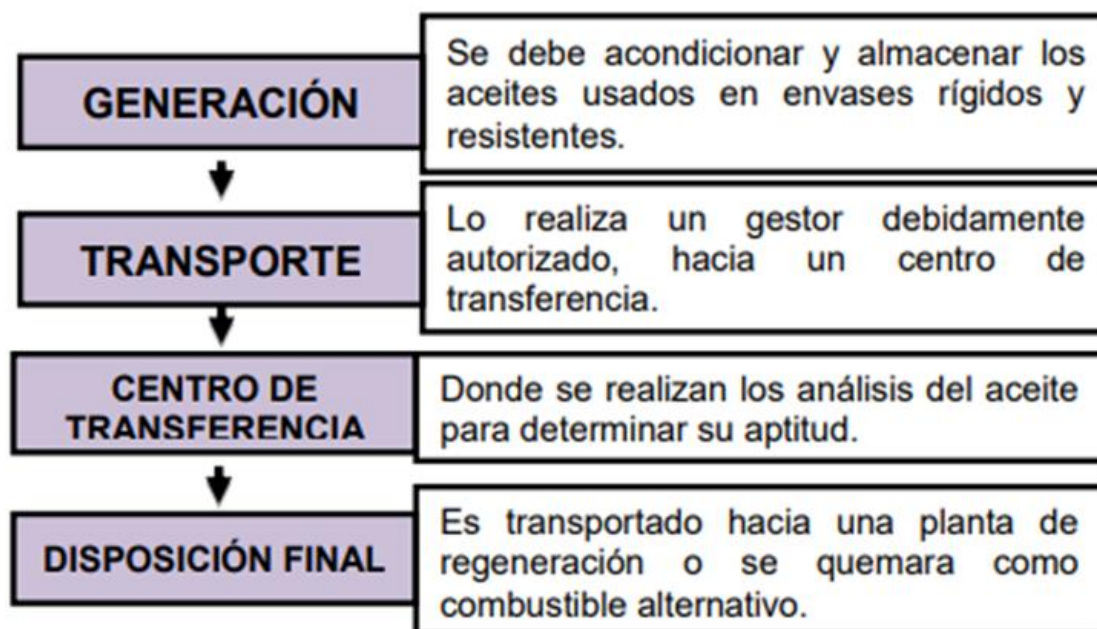 GENERACIÓN
Se debe acondicionar y almacenar los
aceites usados en envases rígidos y
resistentes.
TRANSPORTE
Lo realiza un gestor debidamente
autorizado, hacia un centro de
transferencia.
CENTRO DE
TRANSFERENCIA
Donde se realizan los análisis del aceite
para determinar su aptitud.
DISPOSICIÓN FINAL
Es transportado hacia una planta de
regeneración o se quemara como
combustible alternativo.